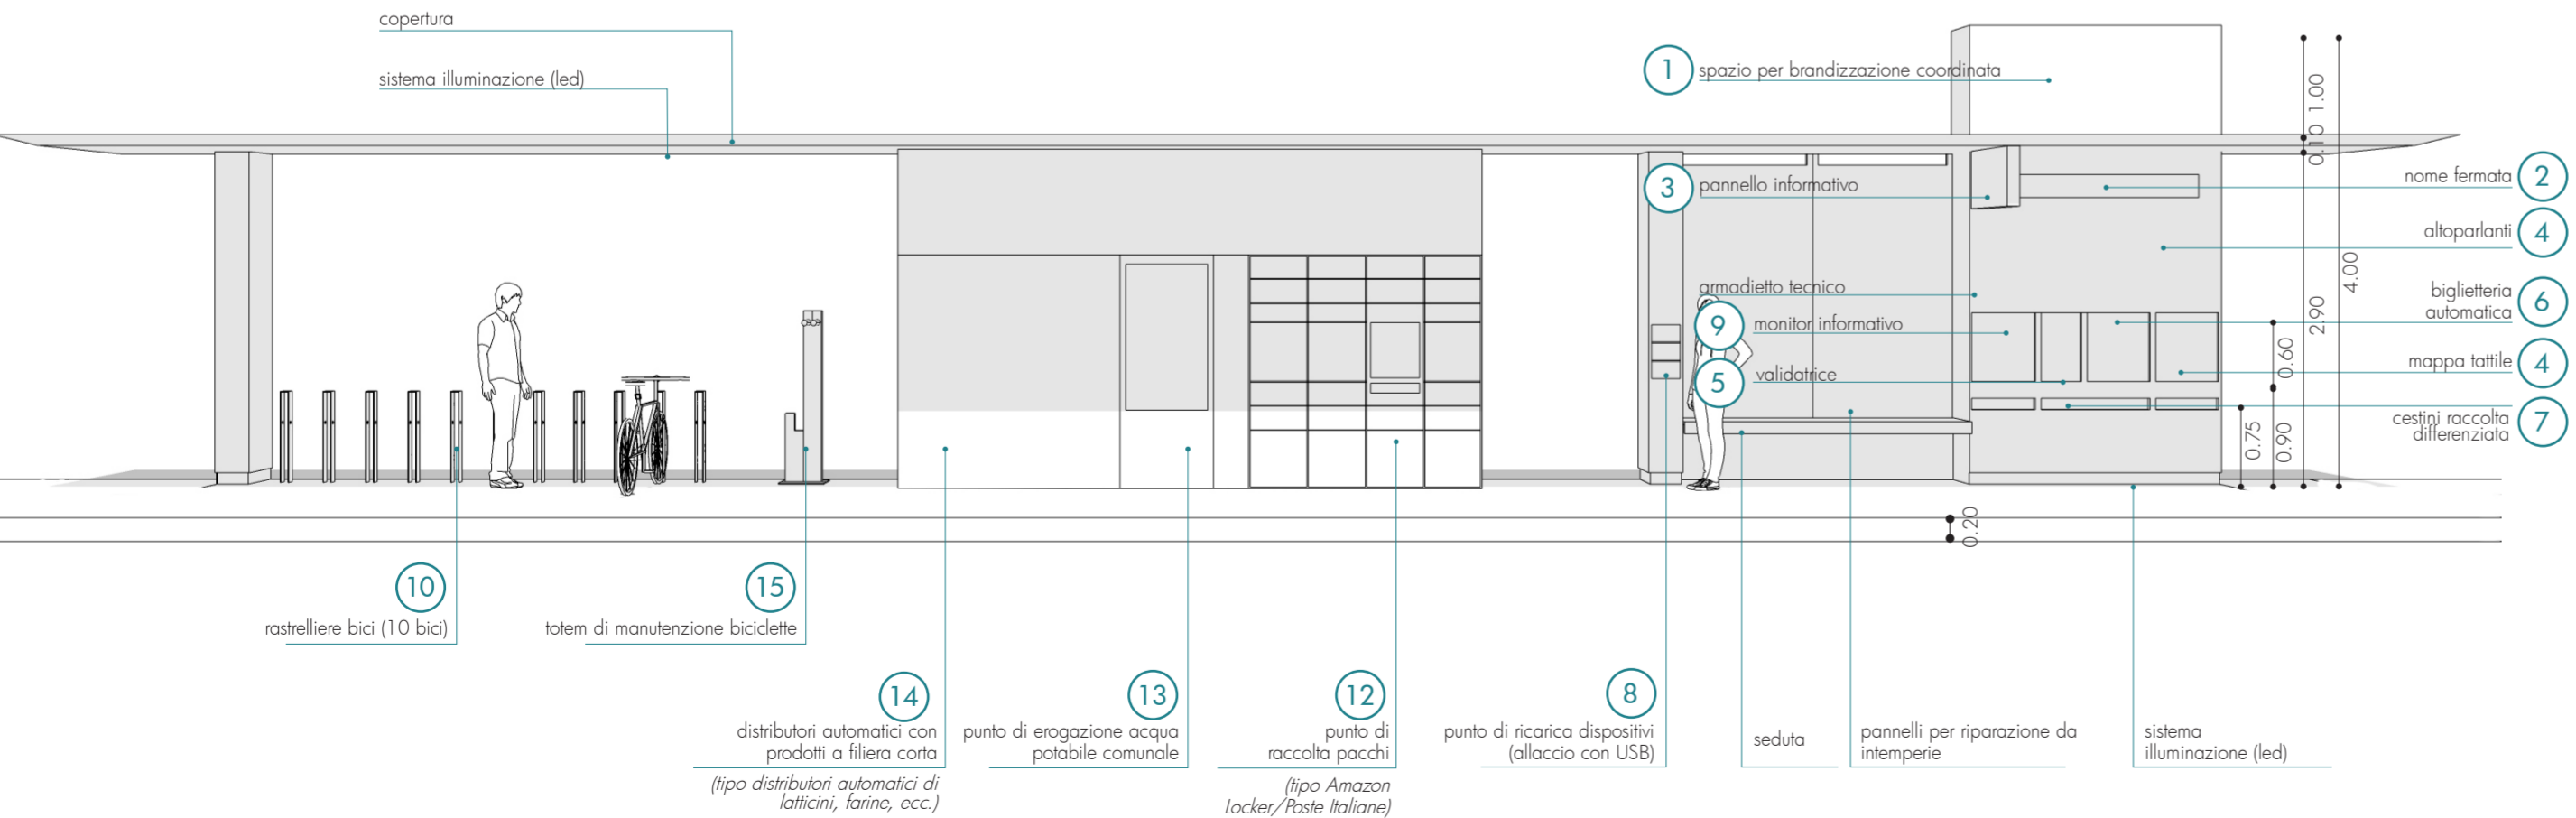 copertura
sistema illuminazione (led)
1
spazio per brandizzazione coordinata
3
pannello informativo
armadietto tecnico
9
monitor informativo
5
validatrice
1.00
0.10
2.90
4.00
0.60
0.75
0.90
0.20
nome fermata
2
altoparlanti
4
biglietteria
automatica
6
mappa tattile
4
cestini raccolta
differenziata
7
10
rastrelliere bici (10 bici)
15
totem di manutenzione biciclette
14
distributori automatici con
prodotti a filiera corta
(tipo distributori automatici di
latticini, farine, ecc.)
13
punto di erogazione acqua
potabile comunale
12
punto di
raccolta pacchi
(tipo Amazon
Locker/Poste Italiane)
8
punto di ricarica dispositivi
(allaccio con USB)
seduta
pannelli per riparazione da
intemperie
sistema
illuminazione (led)